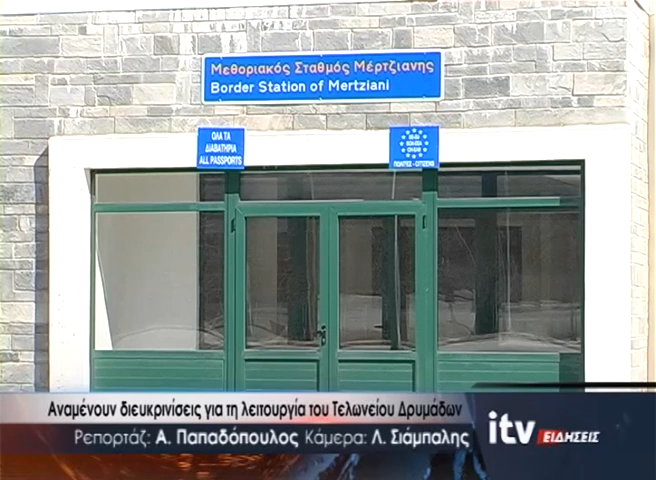 Μεθοριακός Σταθμός Μέρτζιανης
Border Station of Mertziani
ΟΛΑ ΤΑ
ΔΙΑΒΑΤΗΡΙΑ
ALL PASSPORTS
ΠΟΛΙΤΕΣ - CITIZENS
Αναμένουν διευκρινίσεις για τη λειτουργία του Τελωνείου Δρυμάδων
Ρεπορτάζ: Α. Παπαδόπουλος Κάμερα: Λ. Σιάμπαλης
itv ΕΙΔΗΣΕΙΣ